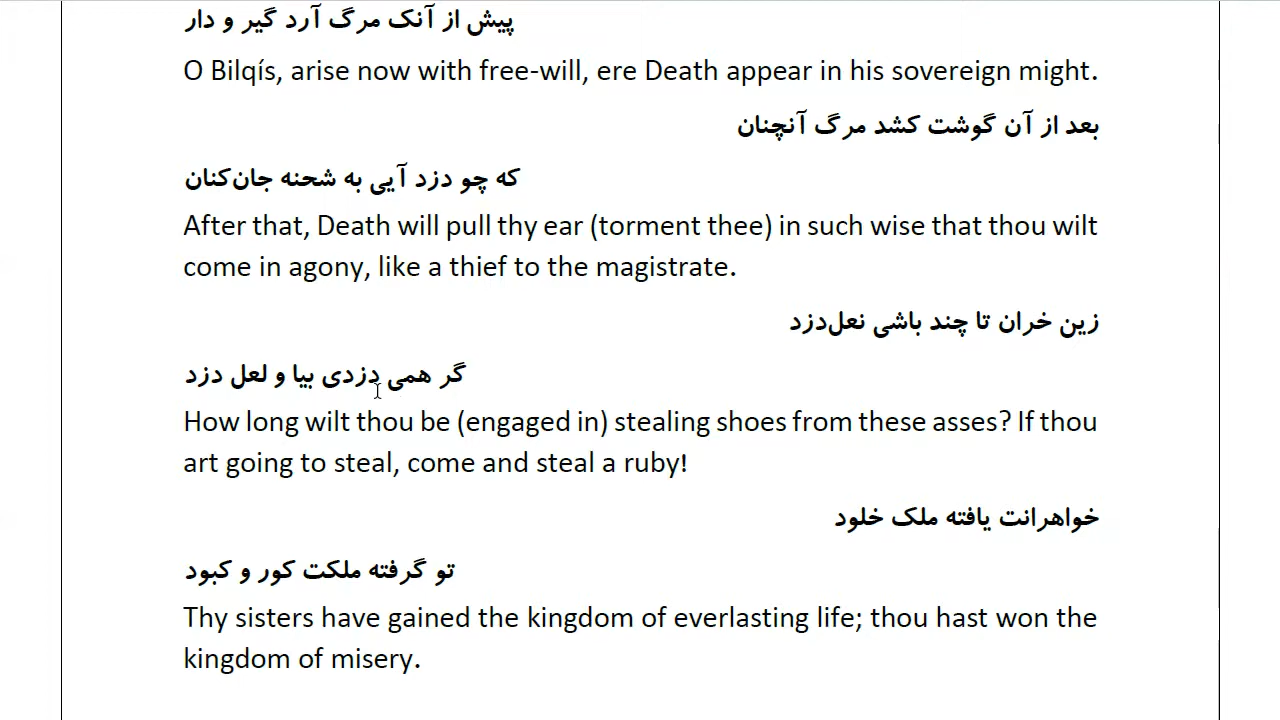 پیش از آنک مرگ آرد گیر و دار
O Bilqís, arise now with free-will, ere Death appear in his sovereign might.
بعد از آن گوشت کشد مرگ آنچنان
که چو دزد آیی به شحنه جان‌کنان
After that, Death will pull thy ear (torment thee) in such wise that thou wilt
come in agony, like a thief to the magistrate.
زین خران تا چند باشی نعل‌دزد
گر همی دزدی بیا و لعل دزد
How long wilt thou be (engaged in) stealing shoes from these asses? If thou
art going to steal, come and steal a ruby!
خواهرانت یافته ملک خلود
تو گرفته ملکت کور و کبود
Thy sisters have gained the kingdom of everlasting life; thou hast won the
kingdom of misery.